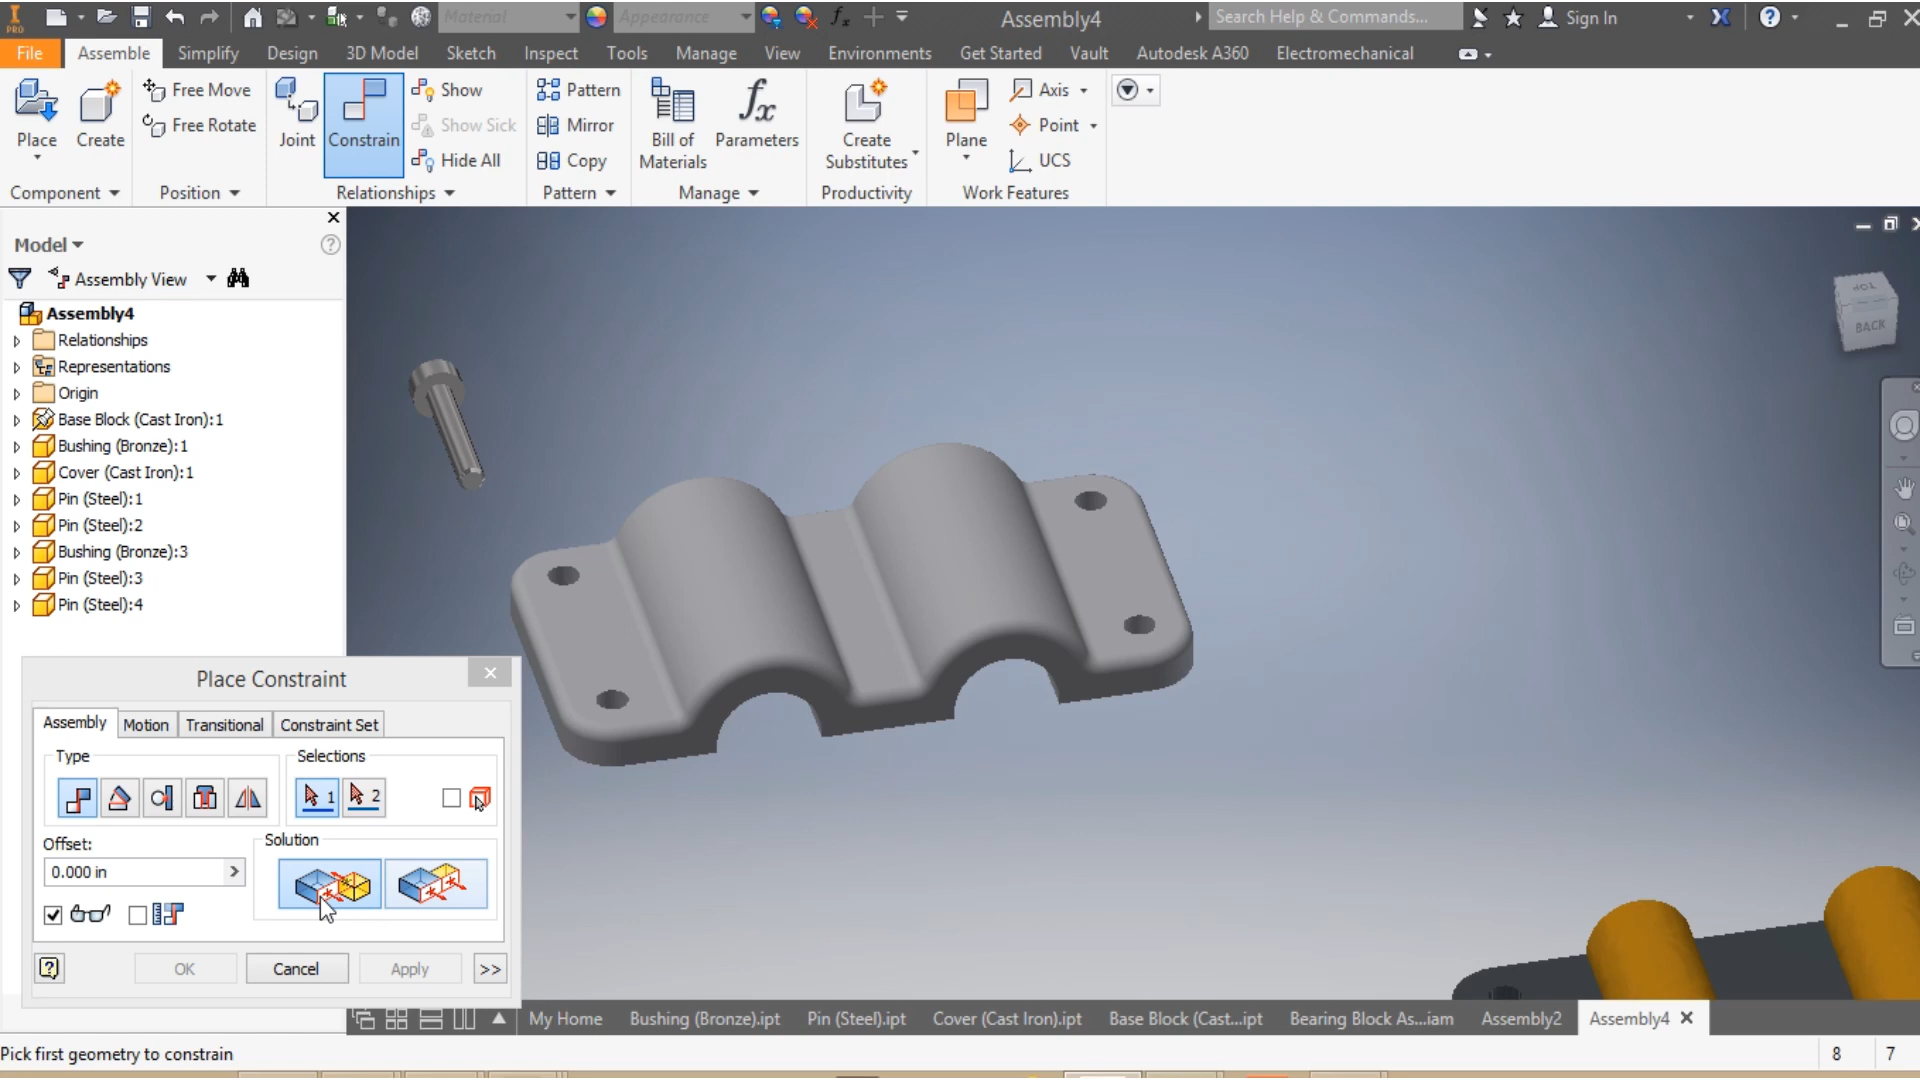 PRO
Material
Appearance
Assembly4
Search Help & Commands...
Sign In
File
Assemble
Simplify
Design
3D Model
Sketch
Inspect
Tools
Manage
View
Environments
Get Started
Vault
Autodesk A360
Electromechanical
Place
Create
Free Move
Free Rotate
Joint
Constrain
Show
Show Sick
Hide All
Pattern
Mirror
Copy
Bill of
Materials
fx
Parameters
Create
Substitutes
Plane
Axis
Point
UCS
Component
Position
Relationships
Pattern
Manage
Productivity
Work Features
Model
Assembly View
Assembly4
Relationships
Representations
Origin
Base Block (Cast Iron):1
Bushing (Bronze):1
Cover (Cast Iron):1
Pin (Steel):1
Pin (Steel):2
Bushing (Bronze):3
Pin (Steel):3
Pin (Steel):4
TOP
BACK
Place Constraint
Assembly
Motion
Transitional
Constraint Set
Type
Selections
1
2
Offset:
0.000 in
Solution
OK
Cancel
Apply
>>
My Home
Bushing (Bronze).ipt
Pin (Steel).ipt
Cover (Cast Iron).ipt
Base Block (Cast...ipt
Bearing Block As...iam
Assembly2
Assembly4
Pick first geometry to constrain
8
7